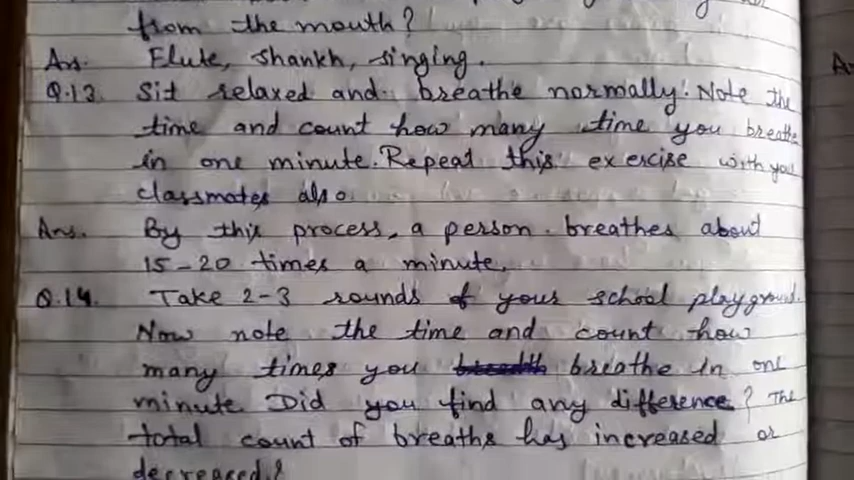 from the mouth?
Ans. Flute, shankh, singing.
Q.13. Sit relaxed and breathe normally. Note the
time and count how many time you breathe
in one minute. Repeat this exercise with you
classmates also.
Ans. By this process, a person breathes about
15-20 times a minute.
Q.14. Take 2-3 rounds of your school playground.
Now note the time and count how
many times you breathe in one
minute. Did you find any difference? The
total count of breaths has increased or
decreased?